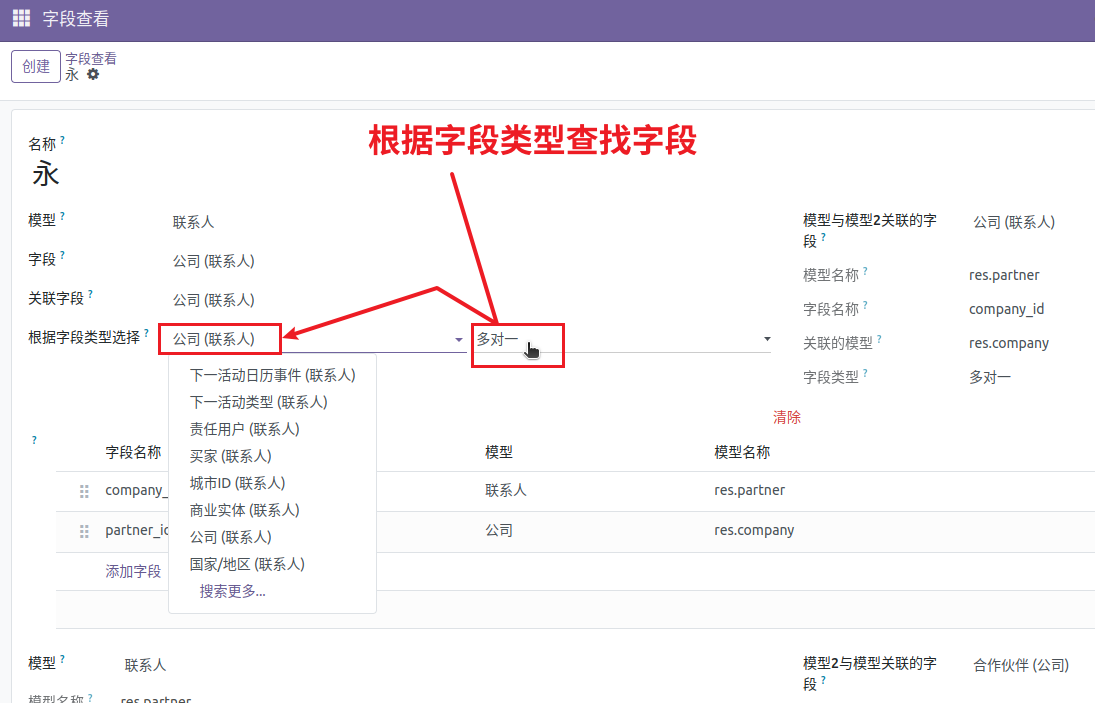 字段查看
创建
字段查看
永
根据字段类型查找字段
名称 ?
永
模型 ? 联系人
字段 ? 公司 (联系人)
关联字段 ? 公司 (联系人)
根据字段类型选择 ? 公司 (联系人) 多对一
下一活动日历事件 (联系人)
下一活动类型 (联系人)
责任用户 (联系人)
买家 (联系人)
城市ID (联系人)
商业实体 (联系人)
公司 (联系人)
国家/地区 (联系人)
搜索更多...
模型与模型2关联的字
段 ? 公司 (联系人)
模型名称 ? res.partner
字段名称 ? company_id
关联的模型 ? res.company
字段类型 ? 多对一
清除
?
字段名称 模型 模型名称
company_ 联系人 res.partner
partner_id 公司 res.company
添加字段
模型 ? 联系人
模型名称 ? res.partner
模型2与模型关联的字
段 ? 合作伙伴 (公司)